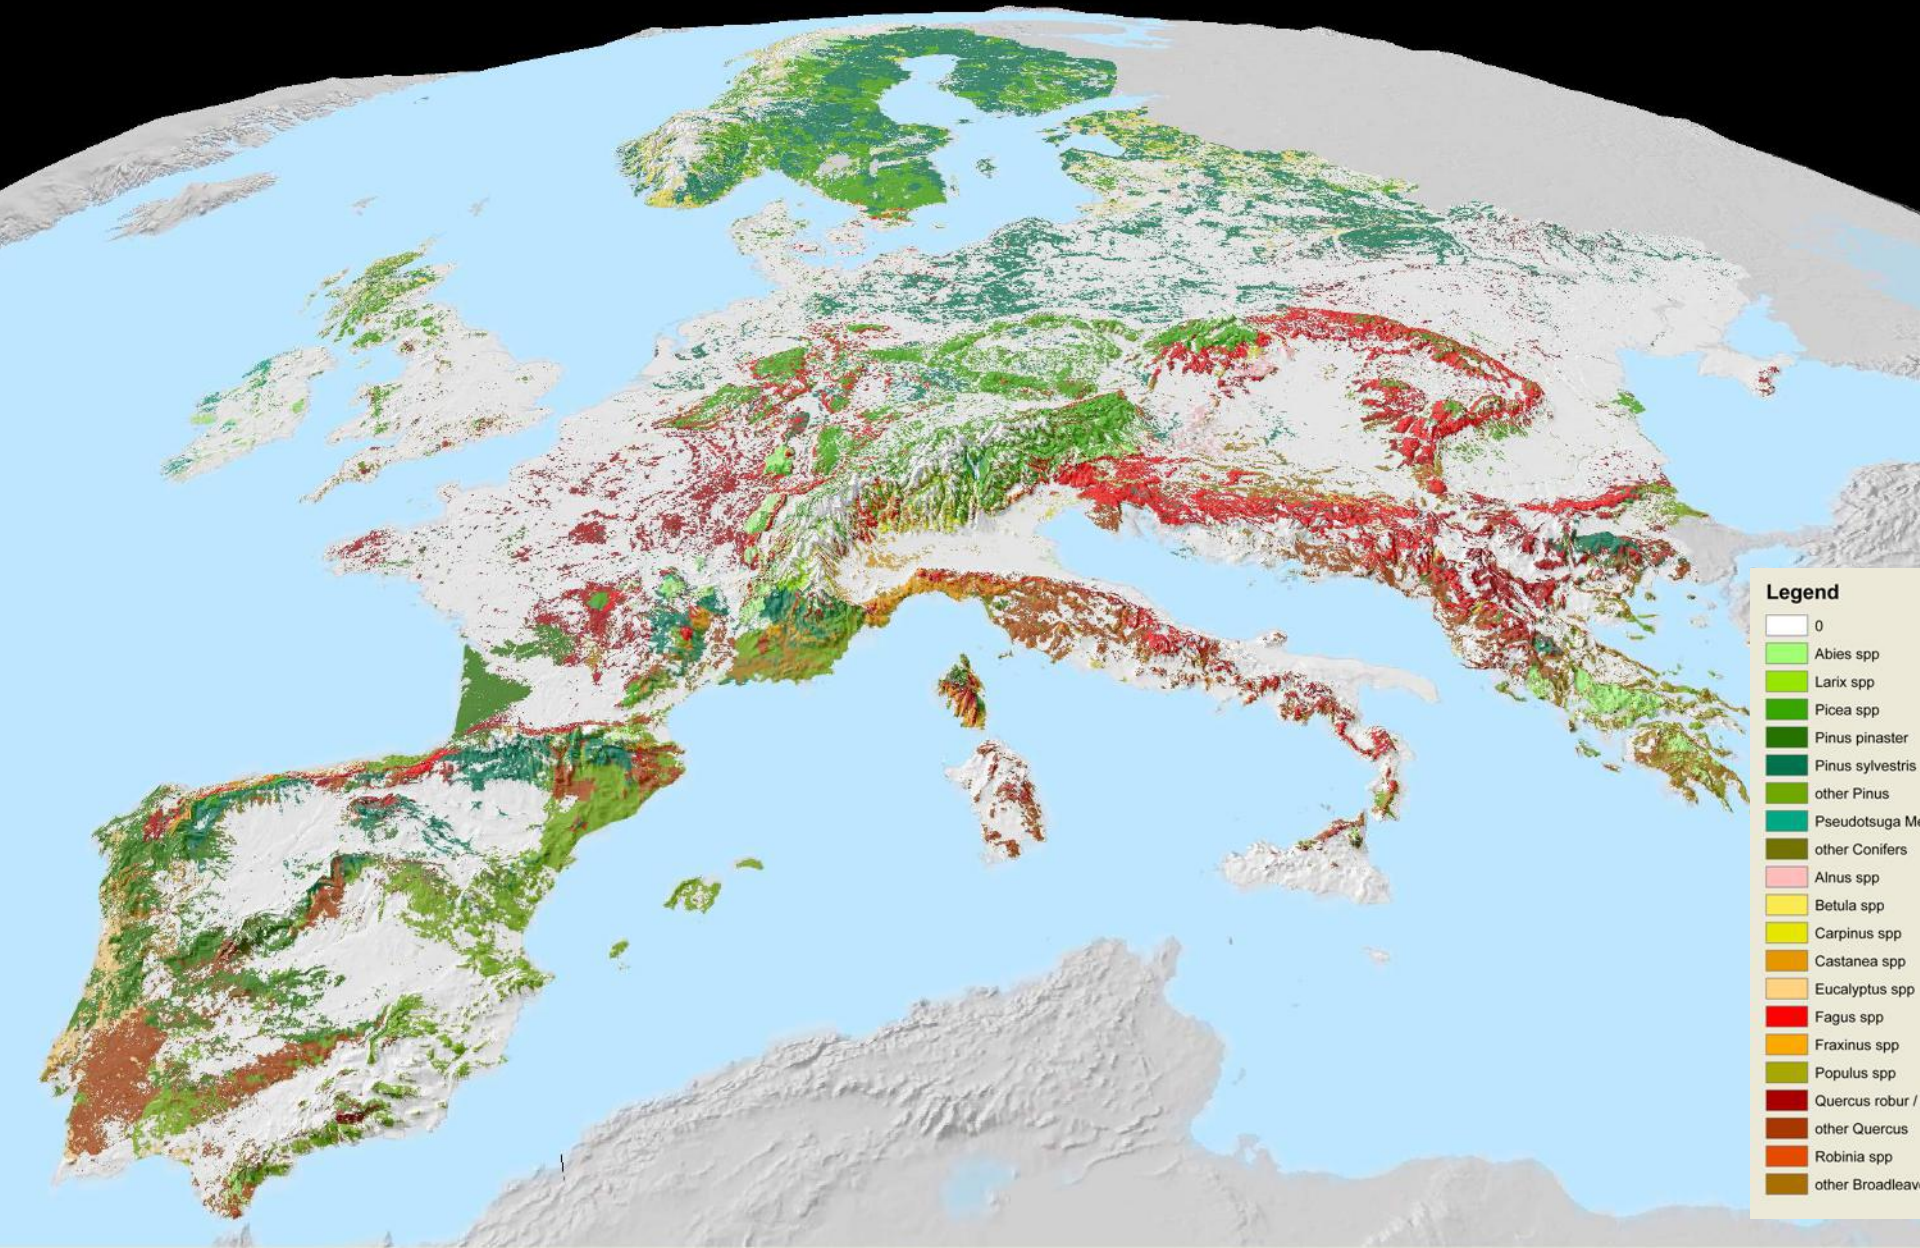 Legend
0
Abies spp
Larix spp
Picea spp
Pinus pinaster
Pinus sylvestris
other Pinus
Pseudotsuga Me
other Conifers
Alnus spp
Betula spp
Carpinus spp
Castanea spp
Eucalyptus spp
Fagus spp
Fraxinus spp
Populus spp
Quercus robur /
other Quercus
Robinia spp
other Broadleav